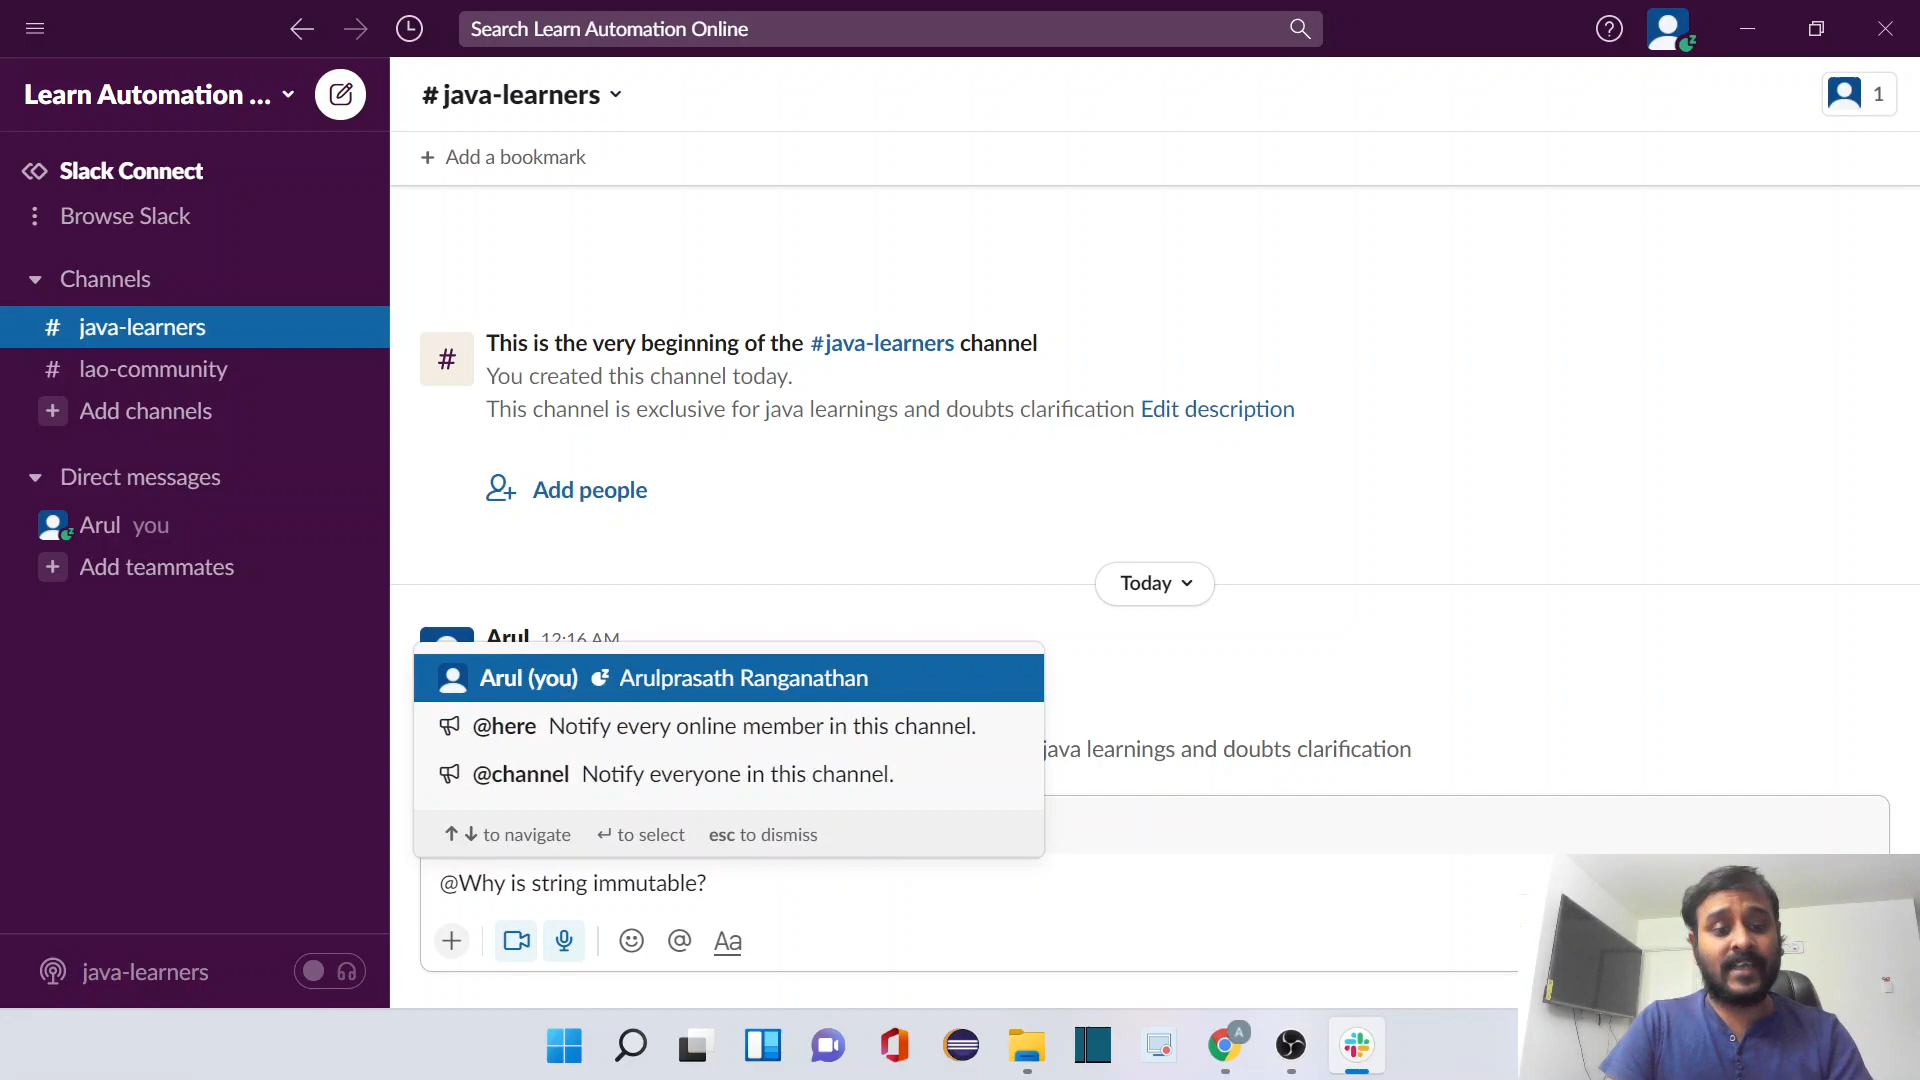 Search Learn Automation Online
Learn Automation ...
# java-learners
1
+ Add a bookmark
Slack Connect
Browse Slack
Channels
# java-learners
# lao-community
+ Add channels
Direct messages
Arul you
+ Add teammates
java-learners
# This is the very beginning of the #java-learners channel
You created this channel today.
This channel is exclusive for java learnings and doubts clarification Edit description
Add people
Today
Arul 12:16 AM
Arul (you) Arulprasath Ranganathan
@here Notify every online member in this channel.
@channel Notify everyone in this channel.
java learnings and doubts clarification
↑ ↓ to navigate ↵ to select esc to dismiss
@Why is string immutable?
+ @ Aa
A